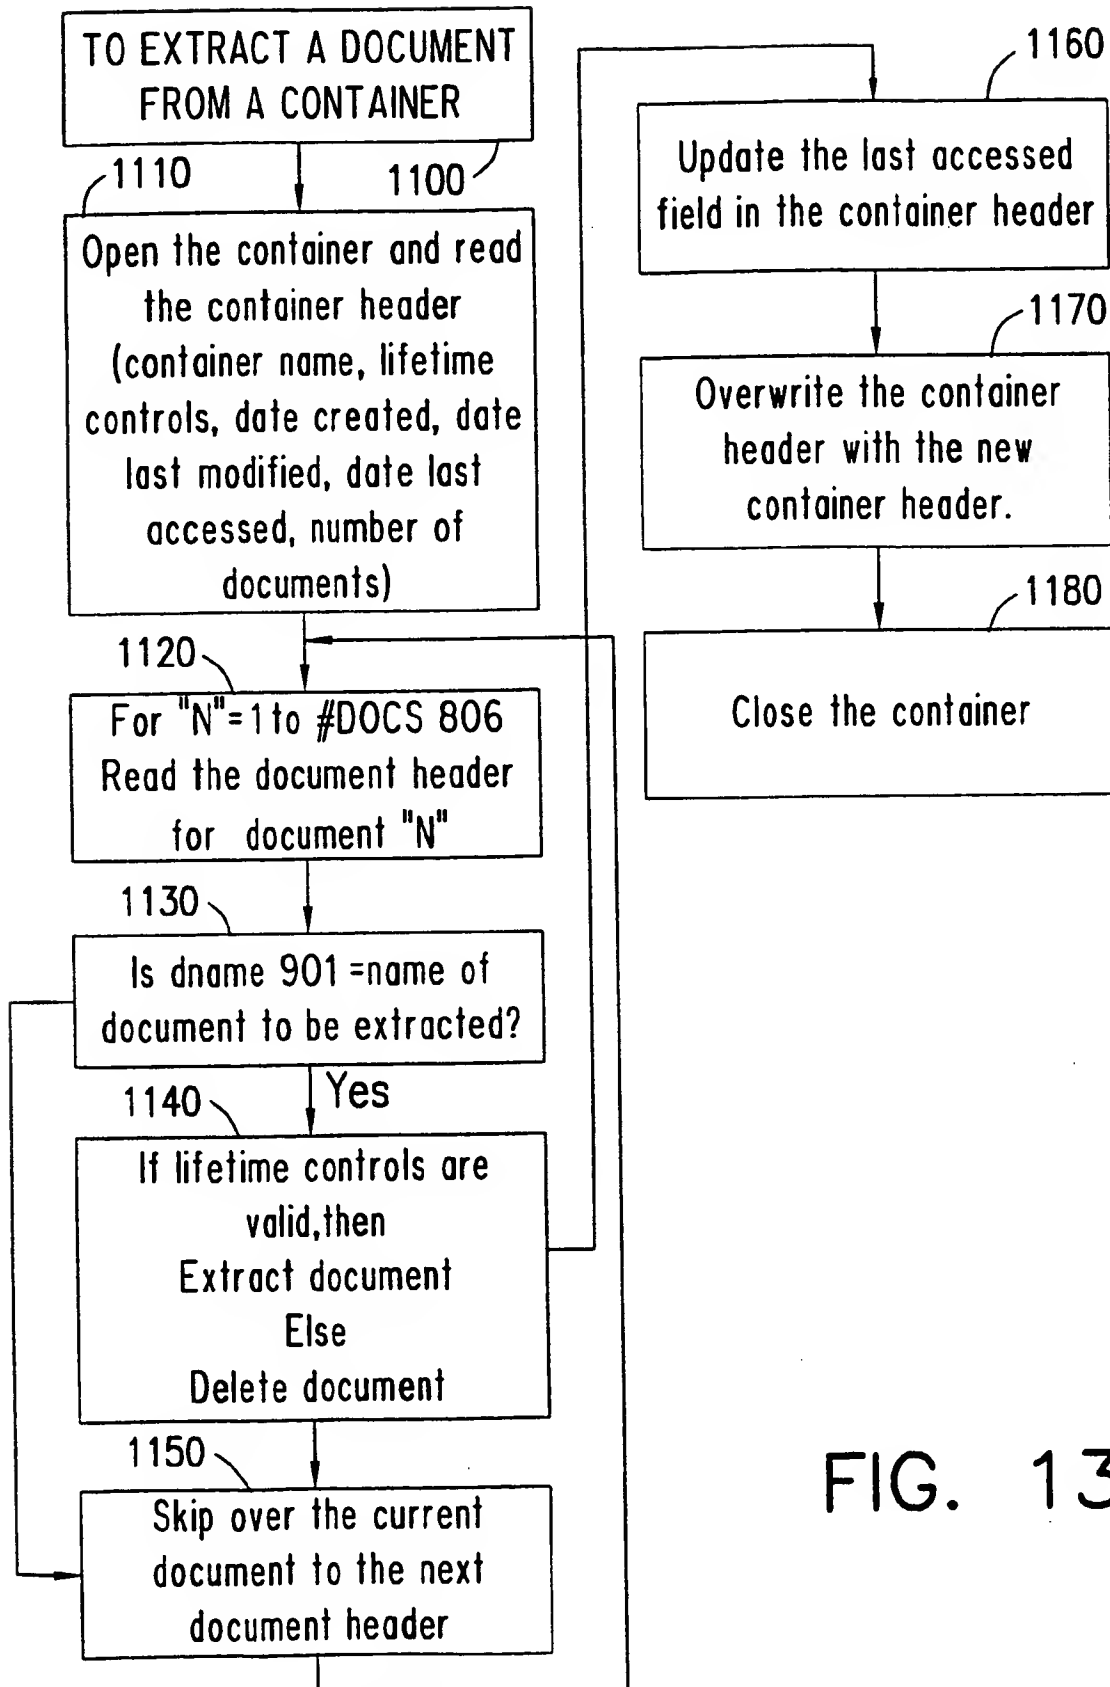 TO EXTRACT A DOCUMENT
FROM A CONTAINER
1100
1110
Open the container and read
the container header
(container name, lifetime
controls, date created, date
last modified, date last
accessed, number of
documents)
1120
For "N"=1 to #DOCS 806
Read the document header
for document "N"
1130
Is dname 901 =name of
document to be extracted?
Yes
1140
If lifetime controls are
valid,then
Extract document
Else
Delete document
1150
Skip over the current
document to the next
document header
1160
Update the last accessed
field in the container header
1170
Overwrite the container
header with the new
container header.
1180
Close the container
FIG. 13